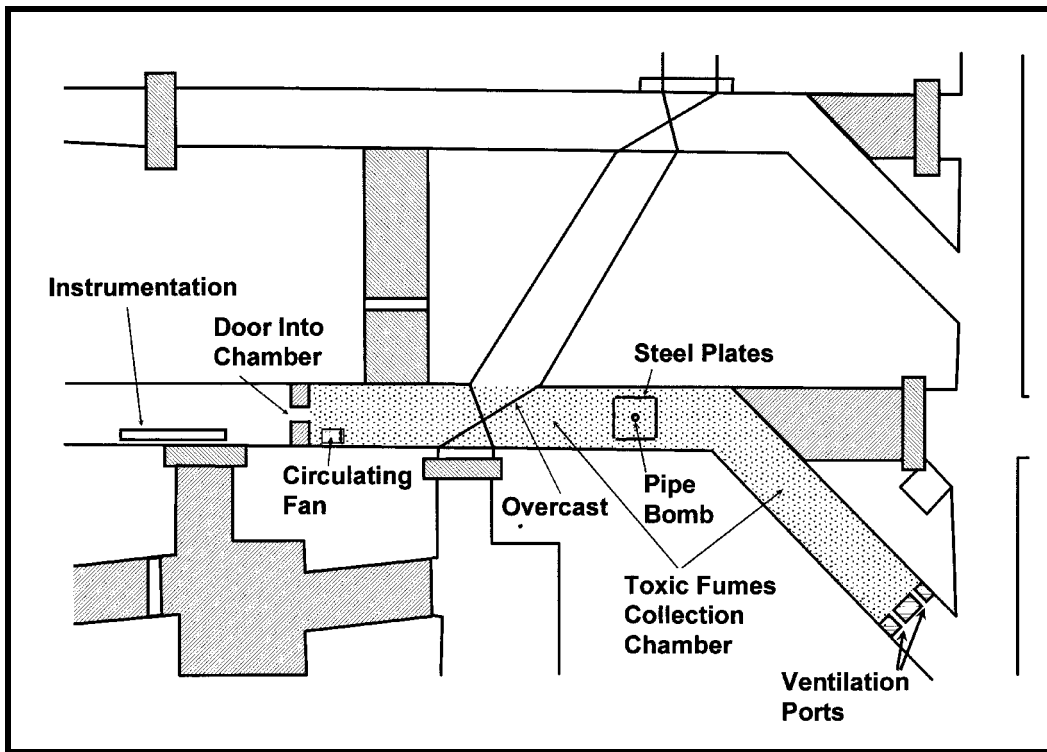 Instrumentation
Door Into
Chamber
Steel Plates
Circulating
Fan
Overcast
Pipe
Bomb
Toxic Fumes
Collection
Chamber
Ventilation
Ports